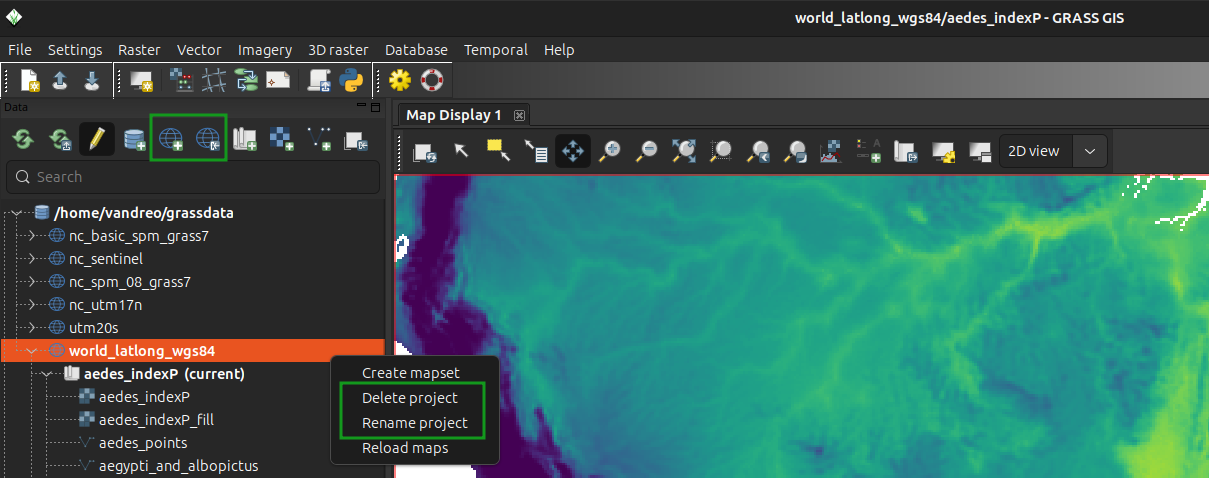 world_latlong_wgs84/aedes_indexP - GRASS GIS
File Settings Raster Vector Imagery 3D raster Database Temporal Help
Data
Map Display 1
2D view
Search
/home/vandreo/grassdata
nc_basic_spm_grass7
nc_sentinel
nc_spm_08_grass7
nc_utm17n
utm20s
world_latlong_wgs84
aedes_indexP (current)
aedes_indexP
aedes_indexP_fill
aedes_points
aegypti_and_albopictus
Create mapset
Delete project
Rename project
Reload maps